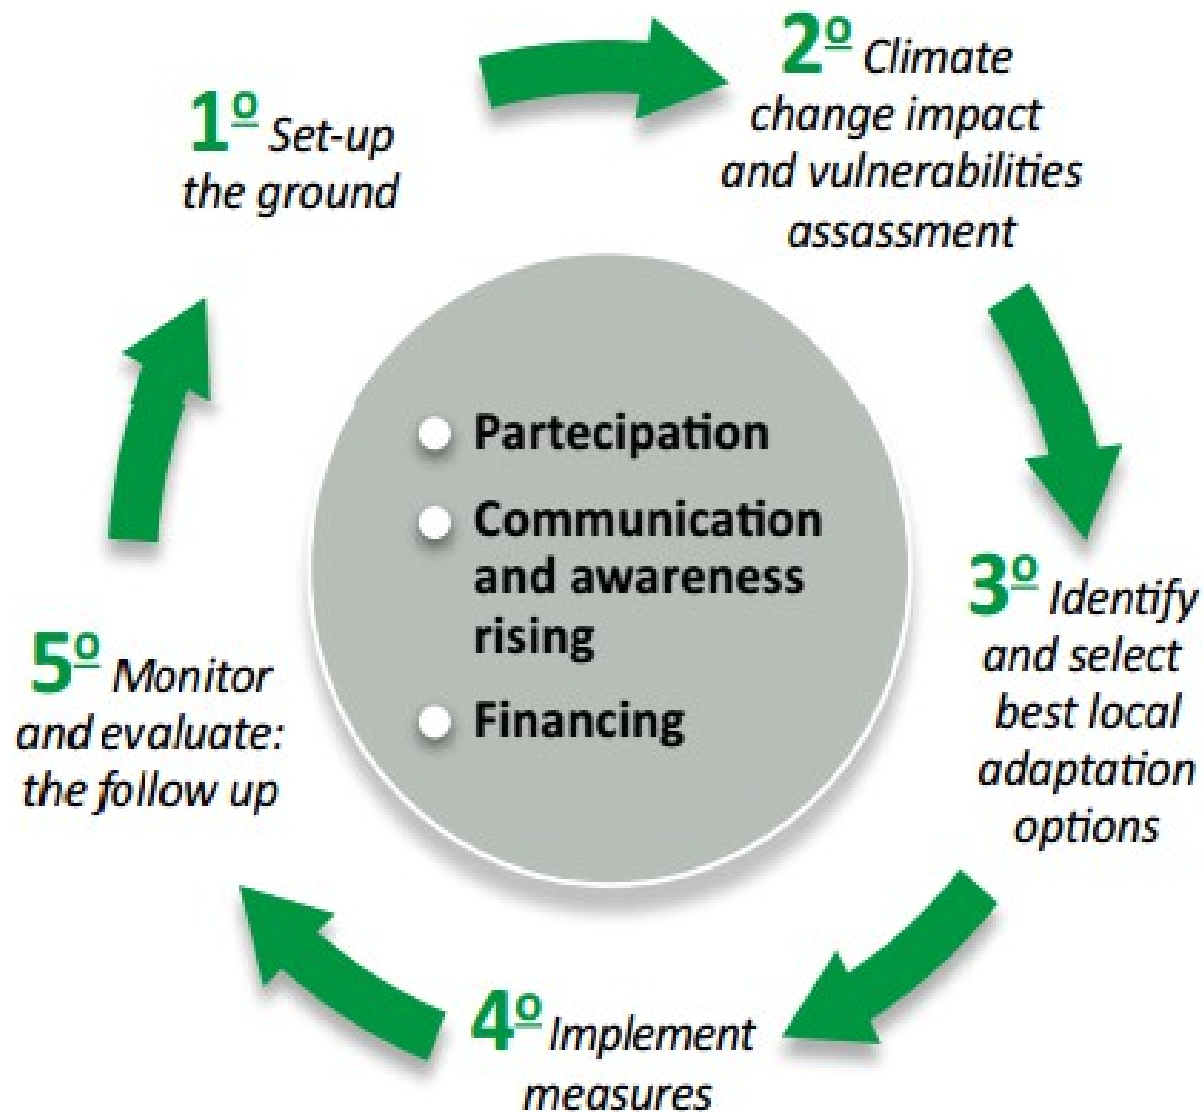 1º Set-up
the ground
2º Climate
change impact
and vulnerabilities
assassment
3º Identify
and select
best local
adaptation
options
4º Implement
measures
5º Monitor
and evaluate:
the follow up
Partecipation
Communication
and awareness
rising
Financing